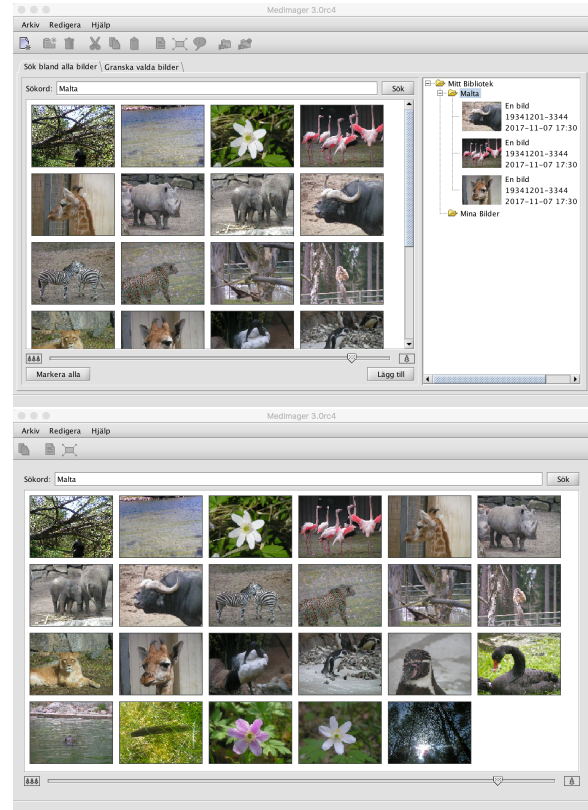 MedImager 3.0rc4
Arkiv Redigera Hjälp
Sök bland alla bilder Granska valda bilder
Sökord: Malta Sök
Mitt Bibliotek
Malta
En bild
19341201-3344
2017-11-07 17:30
En bild
19341201-3344
2017-11-07 17:30
En bild
19341201-3344
2017-11-07 17:30
Mina Bilder
Markera alla Lägg till
MedImager 3.0rc4
Arkiv Redigera Hjälp
Sökord: Malta Sök